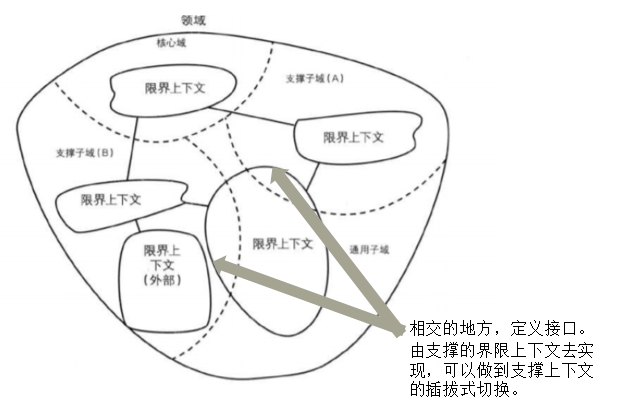 领域
核心域
限界上下文
支撑子域(A)
限界上下文
支撑子域(B)
限界上下文
限界上下文
通用子域
限界上
下文
(外部)
相交的地方，定义接口。
由支撑的界限上下文去实
现，可以做到支撑上下文
的插拔式切换。